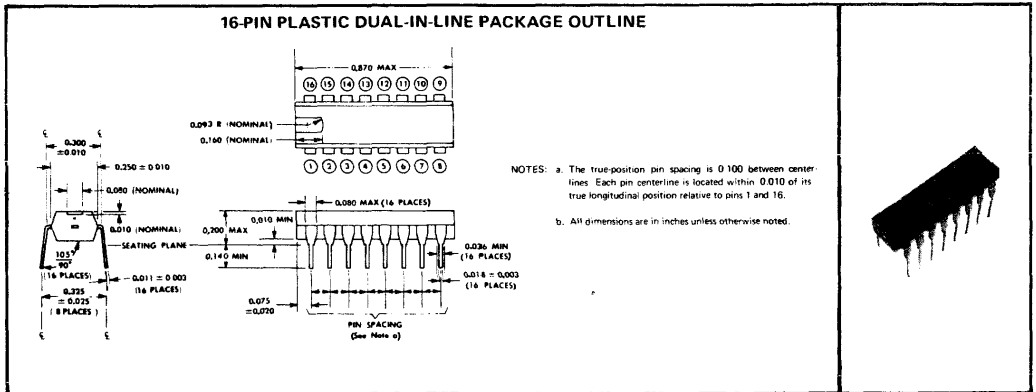 16-PIN PLASTIC DUAL-IN-LINE PACKAGE OUTLINE
0.870 MAX
16 15 14 13 12 11 10 9
0.093 R (NOMINAL)
0.160 (NOMINAL)
1 2 3 4 5 6 7 8
℄ ℄
0.300
±0.010
0.250 ± 0.010
0.080 (NOMINAL)
0.010 (NOMINAL)
SEATING PLANE
105°
90°
(16 PLACES)
0.011 ± 0.003
(16 PLACES)
0.325
± 0.025
( 8 PLACES )
℄ ℄
0.080 MAX (16 PLACES)
0.010 MIN
0.200 MAX
0.140 MIN
0.036 MIN
(16 PLACES)
0.018 ± 0.003
(16 PLACES)
0.075
±0.020
PIN SPACING
(See Note a)
NOTES: a. The true-position pin spacing is 0 100 between center-
lines Each pin centerline is located within 0.010 of its
true longitudinal position relative to pins 1 and 16.
b. All dimensions are in inches unless otherwise noted.